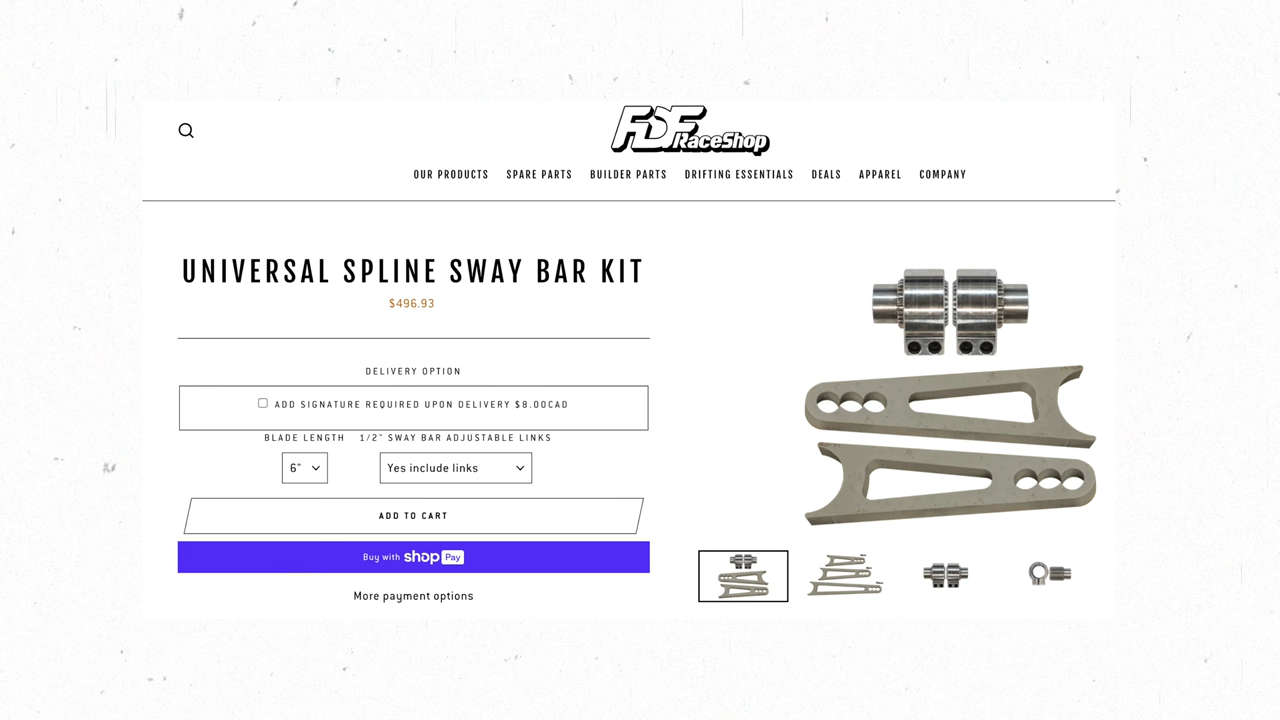 FDF
RaceShop
OUR PRODUCTS SPARE PARTS BUILDER PARTS DRIFTING ESSENTIALS DEALS APPAREL COMPANY
UNIVERSAL SPLINE SWAY BAR KIT
$496.93
DELIVERY OPTION
ADD SIGNATURE REQUIRED UPON DELIVERY $8.00CAD
BLADE LENGTH 1/2" SWAY BAR ADJUSTABLE LINKS
6" Yes include links
ADD TO CART
Buy with shop Pay
More payment options